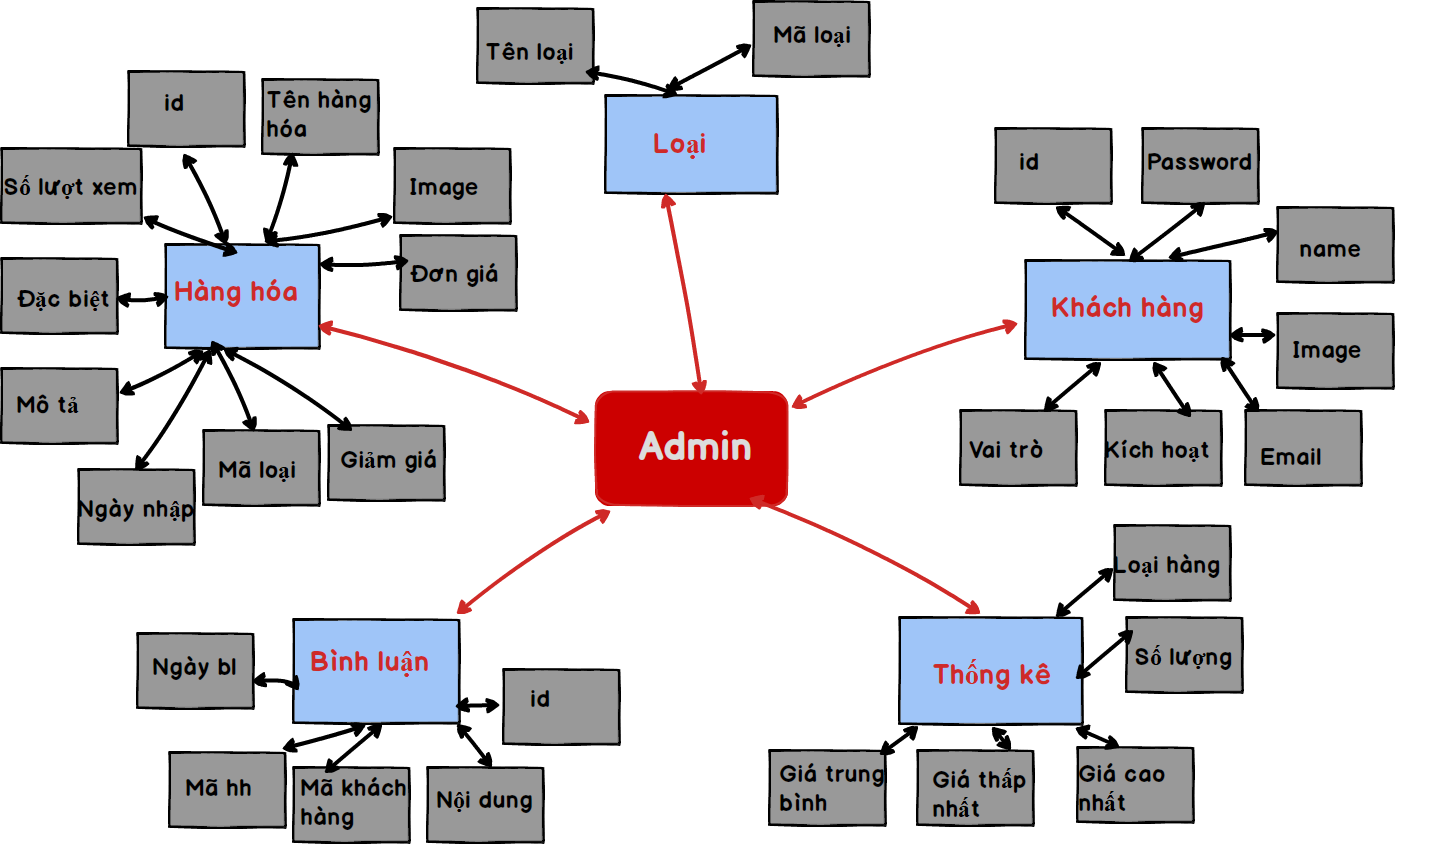 Tên loại
Mã loại
Loại
id
Tên hàng
hóa
Số lượt xem
Image
Đơn giá
Đặc biệt
Hàng hóa
Mô tả
Ngày nhập
Mã loại
Giảm giá
id
Password
name
Khách hàng
Image
Vai trò
Kích hoạt
Email
Admin
Ngày bl
Bình luận
id
Mã hh
Mã khách
hàng
Nội dung
Loại hàng
Số lượng
Thống kê
Giá trung
bình
Giá thấp
nhất
Giá cao
nhất